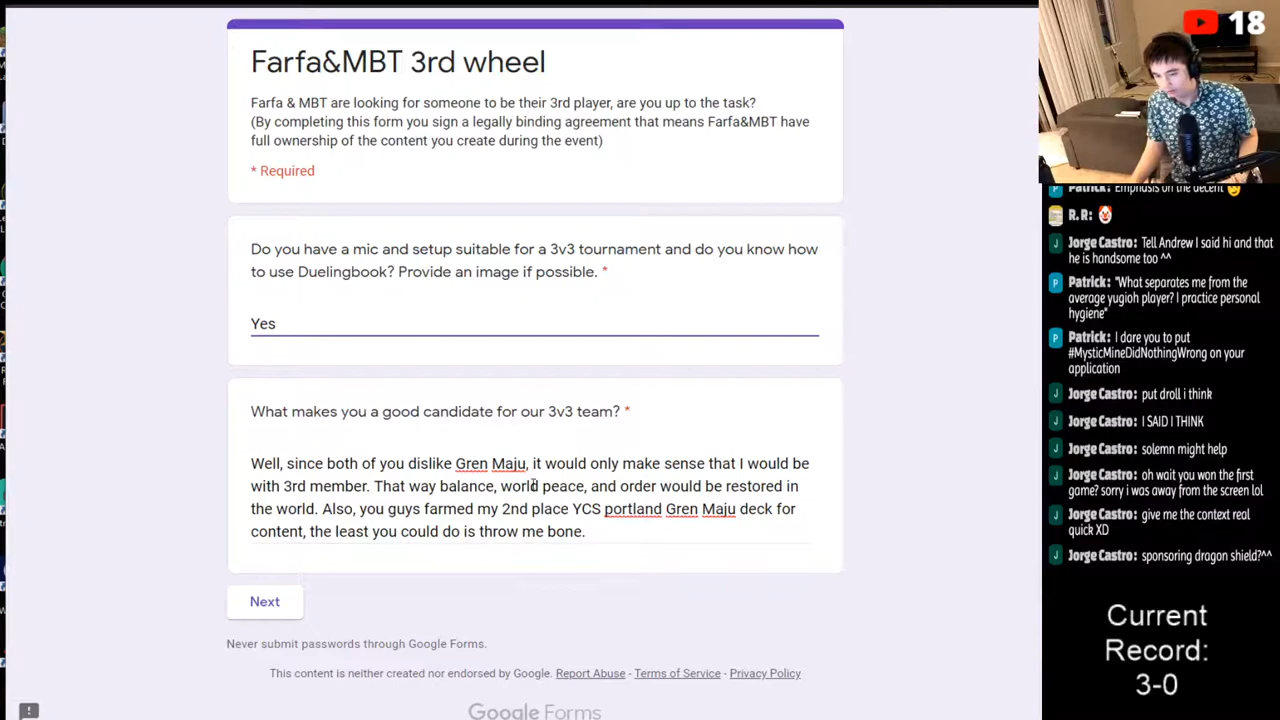 Farfa&MBT 3rd wheel
Farfa & MBT are looking for someone to be their 3rd player, are you up to the task?
(By completing this form you sign a legally binding agreement that means Farfa&MBT have
full ownership of the content you create during the event)
* Required
Do you have a mic and setup suitable for a 3v3 tournament and do you know how
to use Duelingbook? Provide an image if possible. *
Yes
What makes you a good candidate for our 3v3 team? *
Well, since both of you dislike Gren Maju, it would only make sense that I would be
with 3rd member. That way balance, world peace, and order would be restored in
the world. Also, you guys farmed my 2nd place YCS portland Gren Maju deck for
content, the least you could do is throw me bone.
Next
Never submit passwords through Google Forms.
This content is neither created nor endorsed by Google. Report Abuse - Terms of Service - Privacy Policy
Google Forms
18
Patrick: Emphasis on the decent
R. R:
Jorge Castro: Tell Andrew I said hi and that
he is handsome too ^^
Patrick: "What separates me from the
average yugioh player? I practice personal
hygiene"
Patrick: I dare you to put
#MysticMineDidNothingWrong on your
application
Jorge Castro: put droll i think
Jorge Castro: I SAID I THINK
Jorge Castro: solemn might help
Jorge Castro: oh wait you won the first
game? sorry i was away from the screen lol
Jorge Castro: give me the context real
quick XD
Jorge Castro: sponsoring dragon shield?^^
Current
Record:
3-0